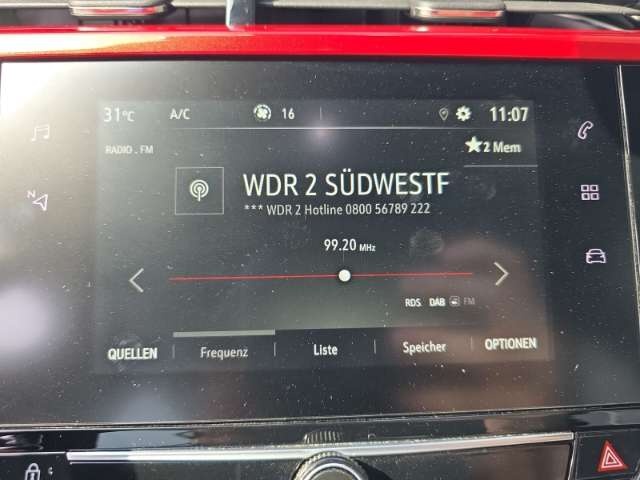 31°C A/C 16 11:07
RADIO . FM
2 Mem
WDR 2 SÜDWESTF
*** WDR 2 Hotline 0800 56789 222
99.20 MHz
RDS DAB FM
QUELLEN Frequenz Liste Speicher OPTIONEN
N